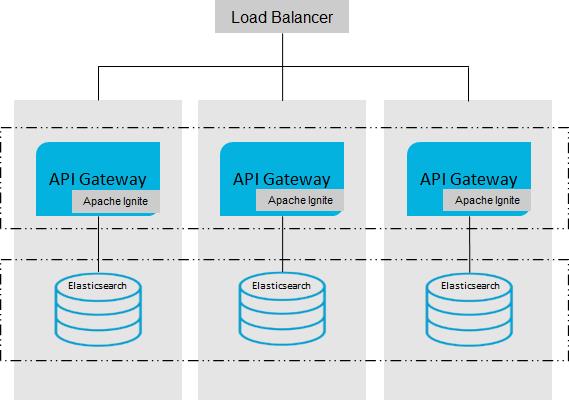 Load Balancer
API Gateway
Apache Ignite
API Gateway
Apache Ignite
API Gateway
Apache Ignite
Elasticsearch
Elasticsearch
Elasticsearch